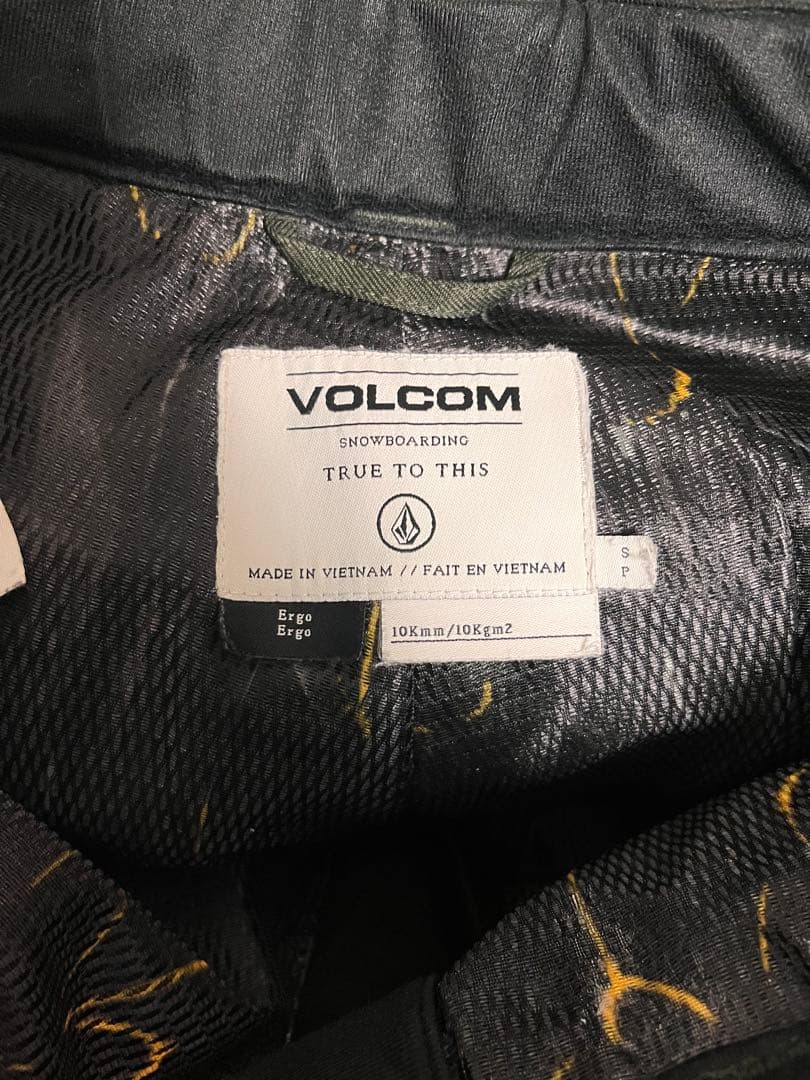 VOLCOM
SNOWBOARDING
TRUE TO THIS
MADE IN VIETNAM // FAIT EN VIETNAM
S
P
Ergo
Ergo
10Kmm/10Kgm2